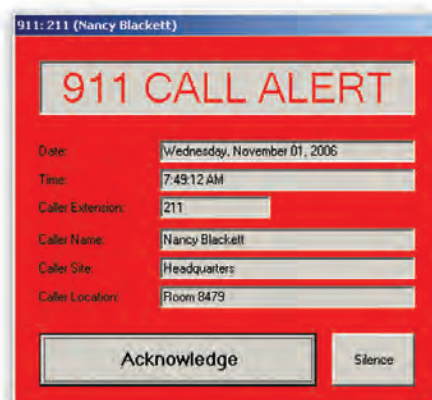 911: 211 (Nancy Blackett)
911 CALL ALERT
Date: Wednesday, November 01, 2006
Time: 7:49:12 AM
Caller Extension: 211
Caller Name: Nancy Blackett
Caller Site: Headquarters
Caller Location: Room 8479
Acknowledge Silence